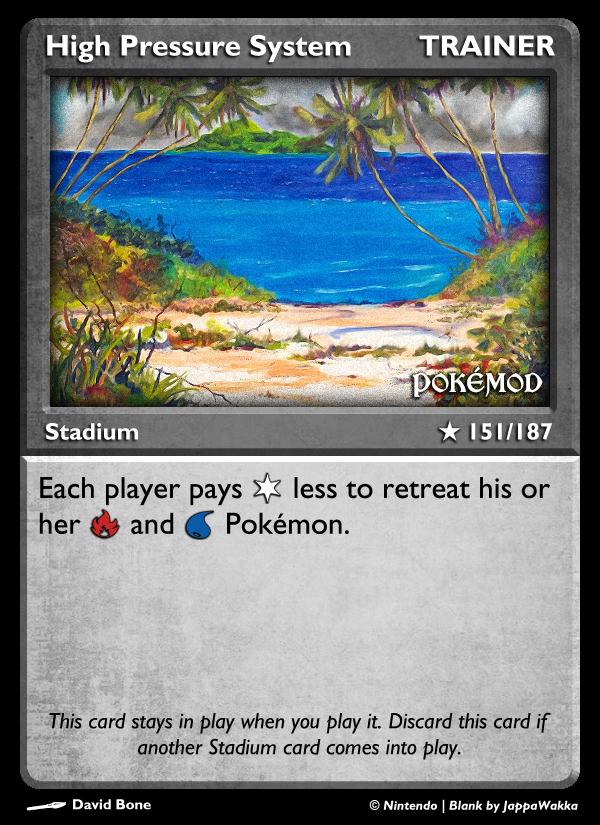 High Pressure System TRAINER
POKÉMOD
Stadium ★ 151/187
Each player pays less to retreat his or
her and Pokémon.
This card stays in play when you play it. Discard this card if
another Stadium card comes into play.
David Bone © Nintendo | Blank by JappaWakka